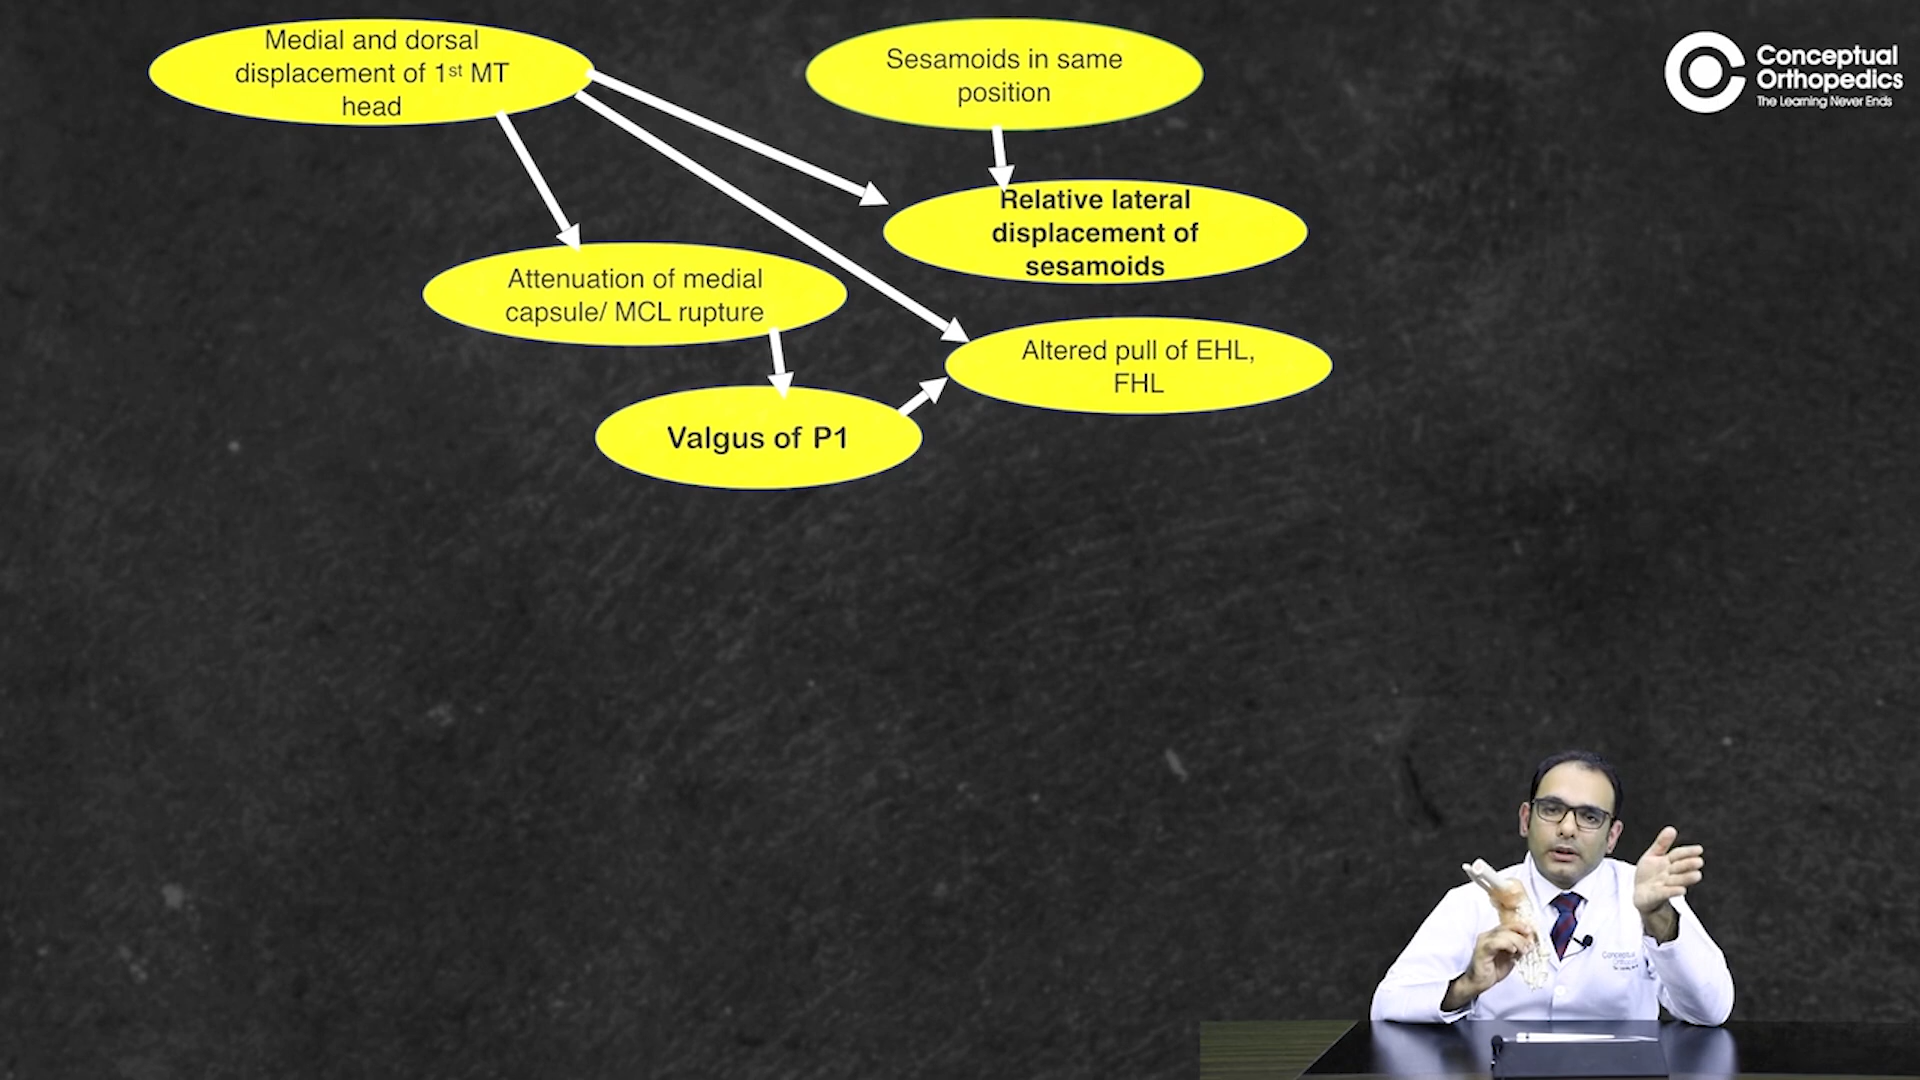 Medial and dorsal
displacement of 1st MT
head
Sesamoids in same
position
Conceptual
Orthopedics
The Learning Never Ends
Relative lateral
displacement of
sesamoids
Attenuation of medial
capsule/ MCL rupture
Altered pull of EHL,
FHL
Valgus of P1
Conceptual